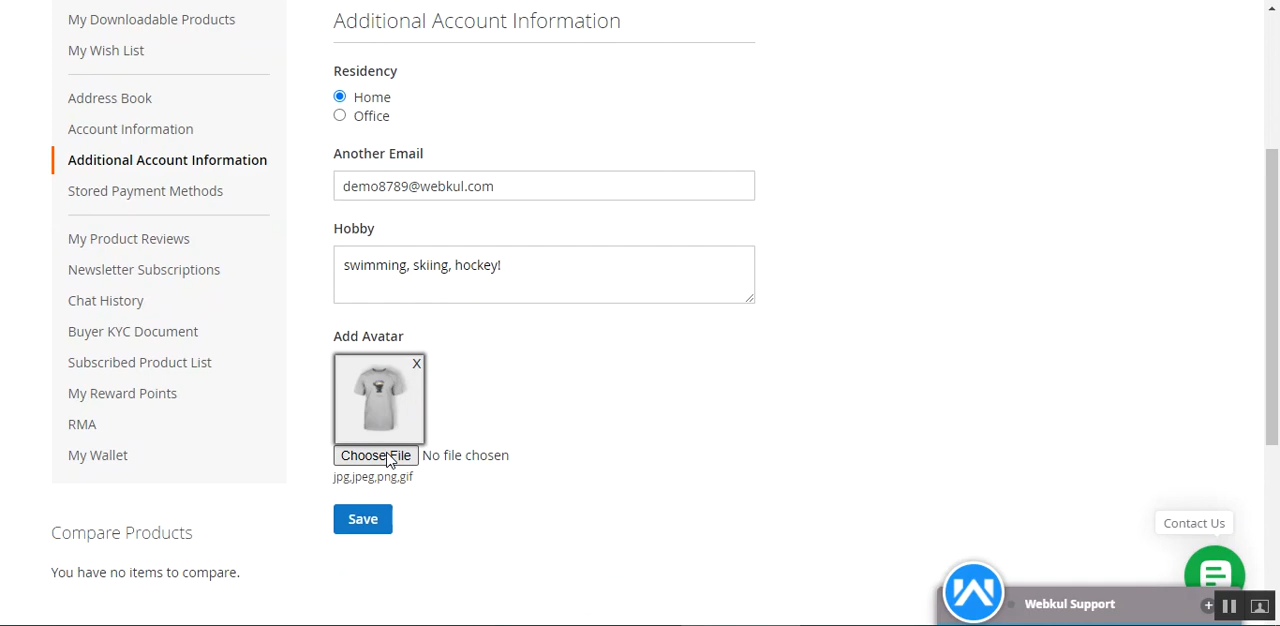 My Downloadable Products
My Wish List
Address Book
Account Information
Additional Account Information
Stored Payment Methods
My Product Reviews
Newsletter Subscriptions
Chat History
Buyer KYC Document
Subscribed Product List
My Reward Points
RMA
My Wallet
Compare Products
You have no items to compare.
Additional Account Information
Residency
Home
Office
Another Email
demo8789@webkul.com
Hobby
swimming, skiing, hockey!
Add Avatar
X
Choose File No file chosen
jpg,jpeg,png,gif
Save
Contact Us
Webkul Support
+